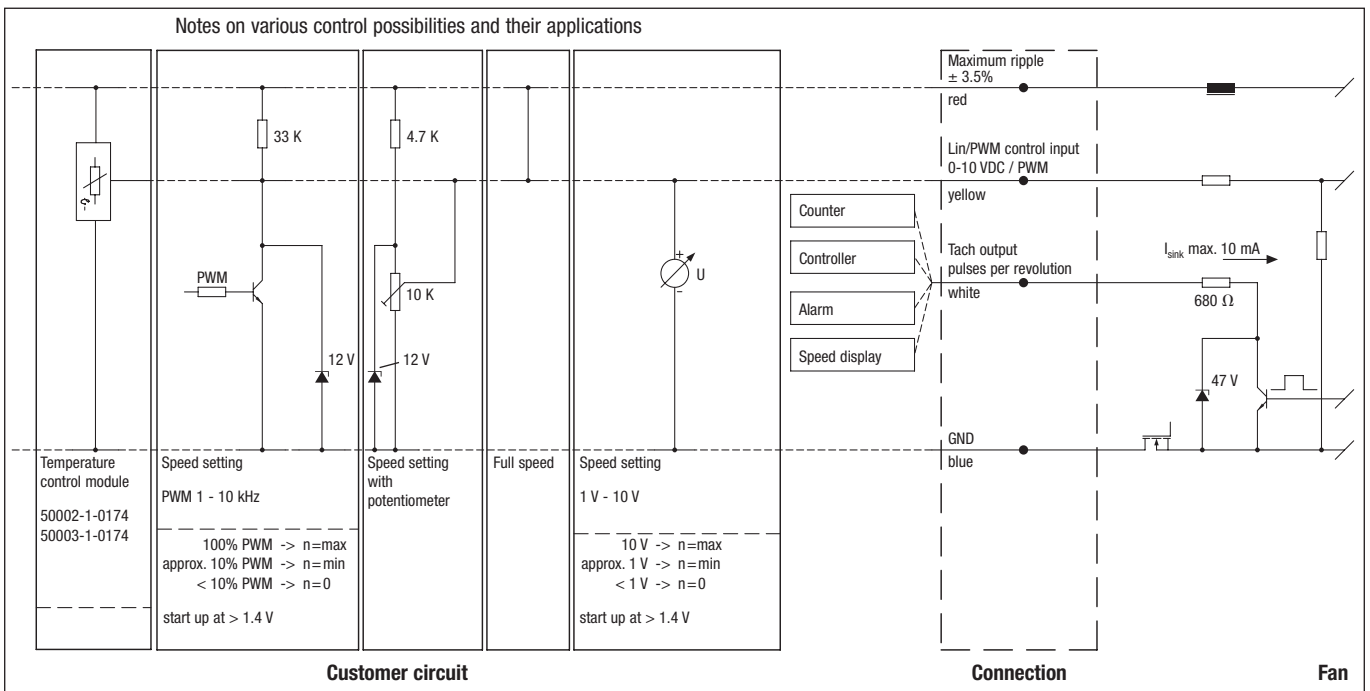 Notes on various control possibilities and their applications
Maximum ripple
± 3.5%
red
33 K
4.7 K
Lin/PWM control input
0-10 VDC / PWM
yellow
Counter
Controller
Alarm
Speed display
Tach output
pulses per revolution
white
Isink max. 10 mA
680 Ω
PWM
10 K
+
U
–
12 V
12 V
47 V
GND
blue
Temperature
control module
50002-1-0174
50003-1-0174
Speed setting
PWM 1 - 10 kHz
100% PWM -> n=max
approx. 10% PWM -> n=min
< 10% PWM -> n=0
start up at > 1.4 V
Speed setting
with
potentiometer
Full speed
Speed setting
1 V - 10 V
10 V -> n=max
approx. 1 V -> n=min
< 1 V -> n=0
start up at > 1.4 V
Customer circuit
Connection
Fan